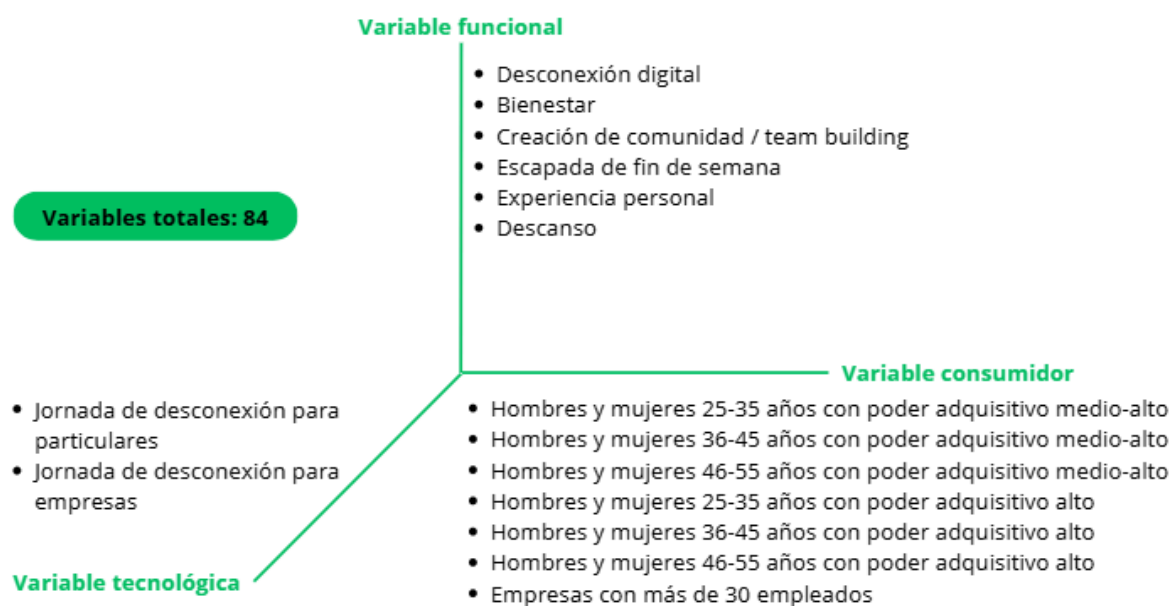 Variable funcional
• Desconexión digital
• Bienestar
• Creación de comunidad / team building
• Escapada de fin de semana
• Experiencia personal
• Descanso
Variables totales: 84
Variable consumidor
• Hombres y mujeres 25-35 años con poder adquisitivo medio-alto
• Hombres y mujeres 36-45 años con poder adquisitivo medio-alto
• Hombres y mujeres 46-55 años con poder adquisitivo medio-alto
• Hombres y mujeres 25-35 años con poder adquisitivo alto
• Hombres y mujeres 36-45 años con poder adquisitivo alto
• Hombres y mujeres 46-55 años con poder adquisitivo alto
• Empresas con más de 30 empleados
• Jornada de desconexión para
particulares
• Jornada de desconexión para
empresas
Variable tecnológica